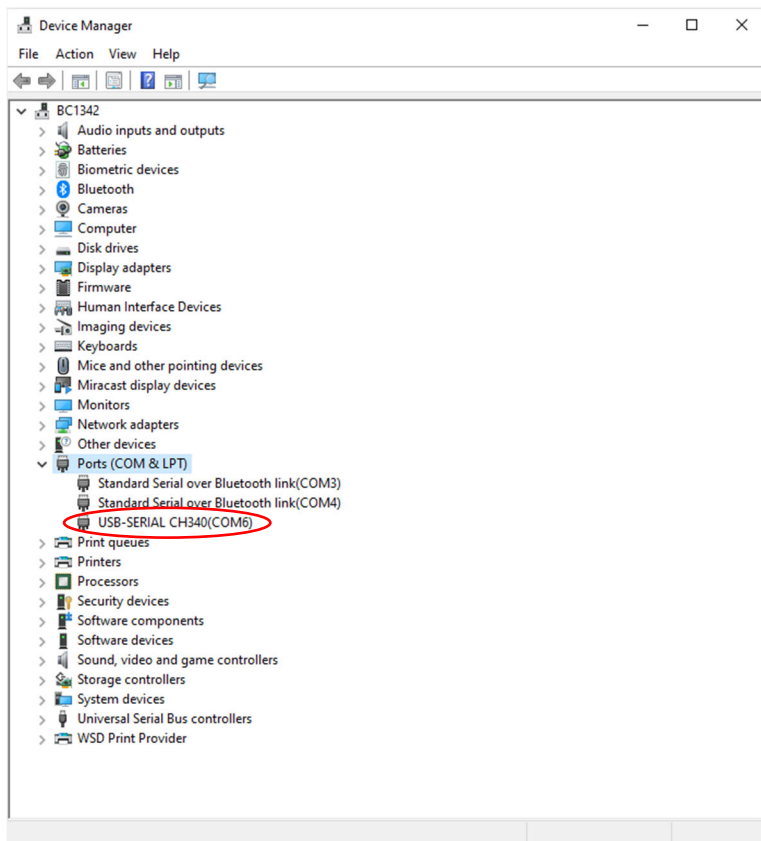 Device Manager
File Action View Help
BC1342
Audio inputs and outputs
Batteries
Biometric devices
Bluetooth
Cameras
Computer
Disk drives
Display adapters
Firmware
Human Interface Devices
Imaging devices
Keyboards
Mice and other pointing devices
Miracast display devices
Monitors
Network adapters
Other devices
Ports (COM & LPT)
Standard Serial over Bluetooth link(COM3)
Standard Serial over Bluetooth link(COM4)
USB-SERIAL CH340(COM6)
Print queues
Printers
Processors
Security devices
Software components
Software devices
Sound, video and game controllers
Storage controllers
System devices
Universal Serial Bus controllers
WSD Print Provider